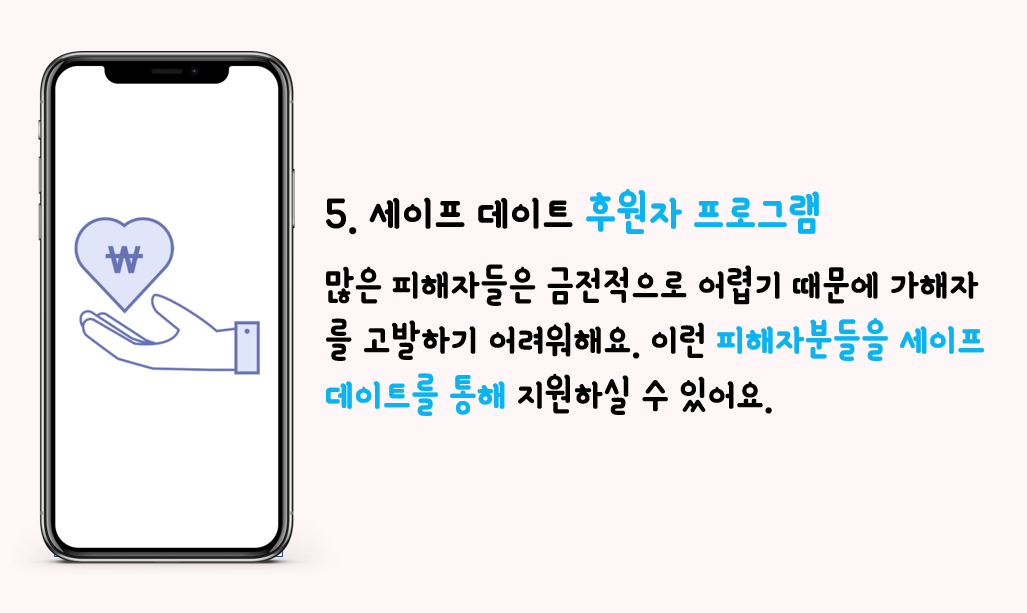 ₩
5. 세이프 데이트 후원자 프로그램
많은 피해자들은 금전적으로 어렵기 때문에 가해자
를 고발하기 어려워해요. 이런 피해자분들을 세이프
데이트를 통해 지원하실 수 있어요.